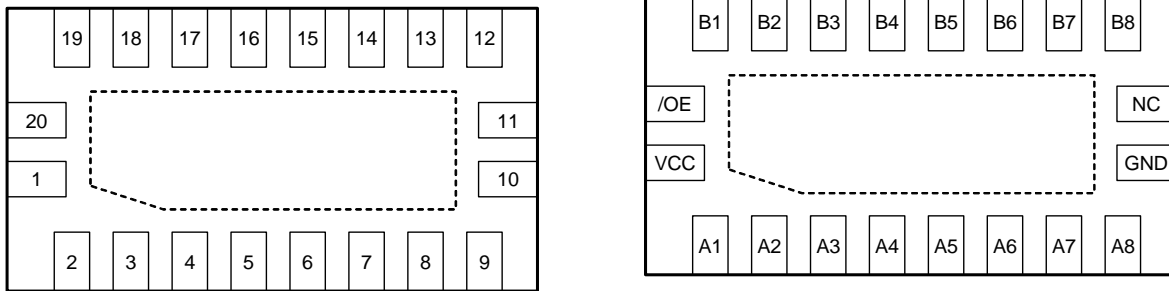 19 18 17 16 15 14 13 12
20 11
1 10
2 3 4 5 6 7 8 9
B1 B2 B3 B4 B5 B6 B7 B8
/OE NC
VCC GND
A1 A2 A3 A4 A5 A6 A7 A8